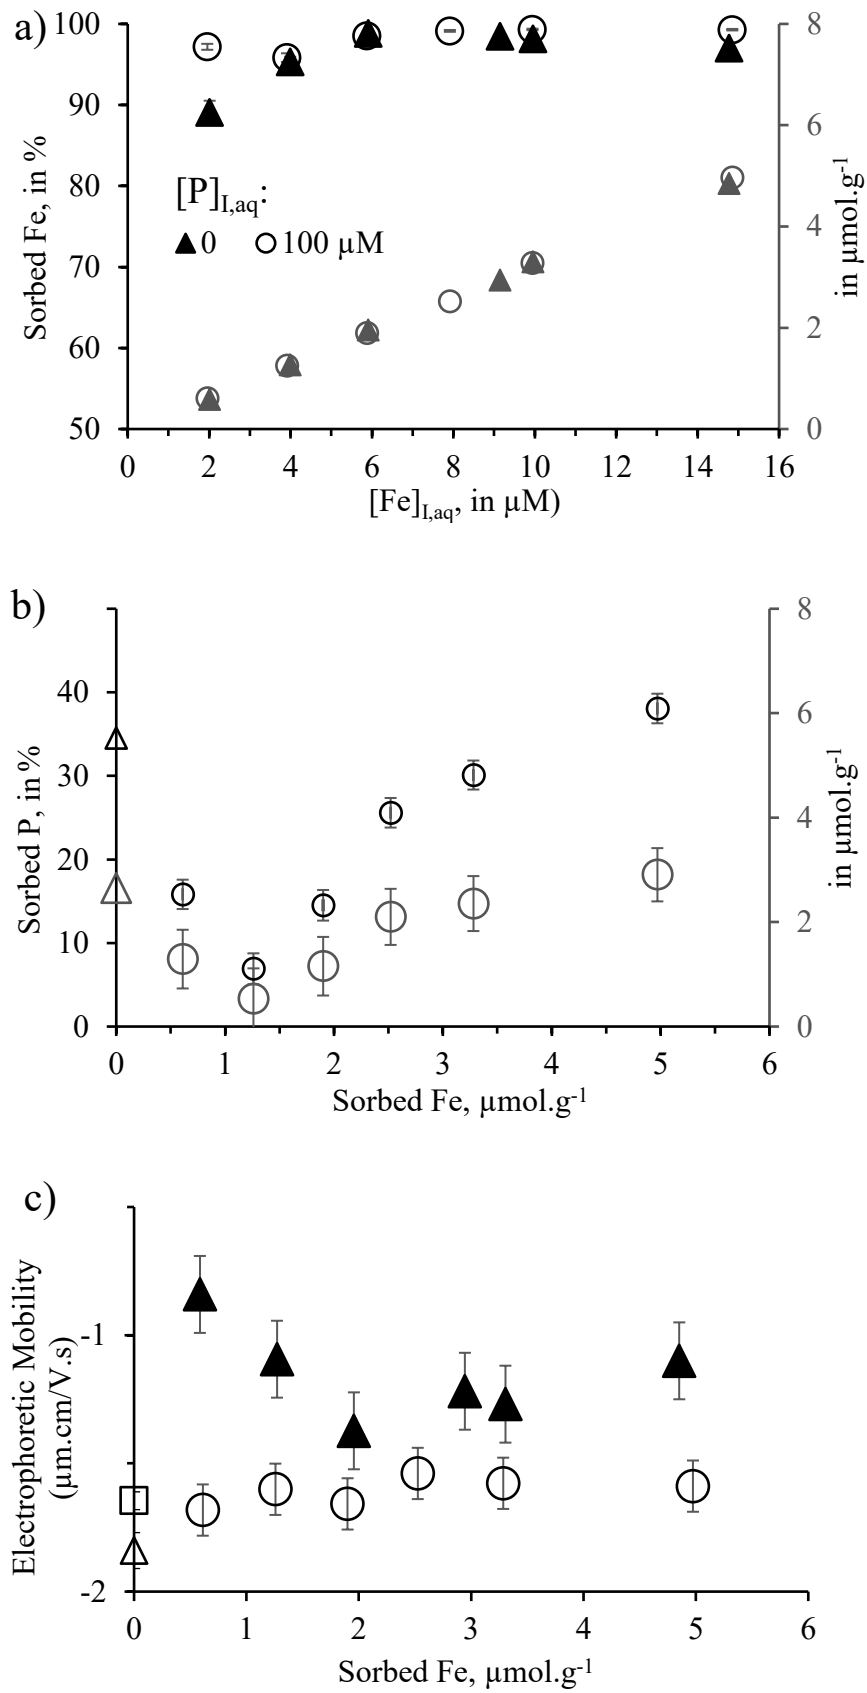 a)
100
90
80
70
60
50
Sorbed Fe, in %
[P]I,aq:
▲0 ○100 µM
8
6
4
2
0
in µmol.g-1
0 2 4 6 8 10 12 14 16
[Fe]I,aq, in µM)
b)
40
30
20
10
0
Sorbed P, in %
8
6
4
2
0
in µmol.g-1
0 1 2 3 4 5 6
Sorbed Fe, µmol.g-1
c)
Electrophoretic Mobility
(µm.cm/V.s)
-1
-2
0 1 2 3 4 5 6
Sorbed Fe, µmol.g-1